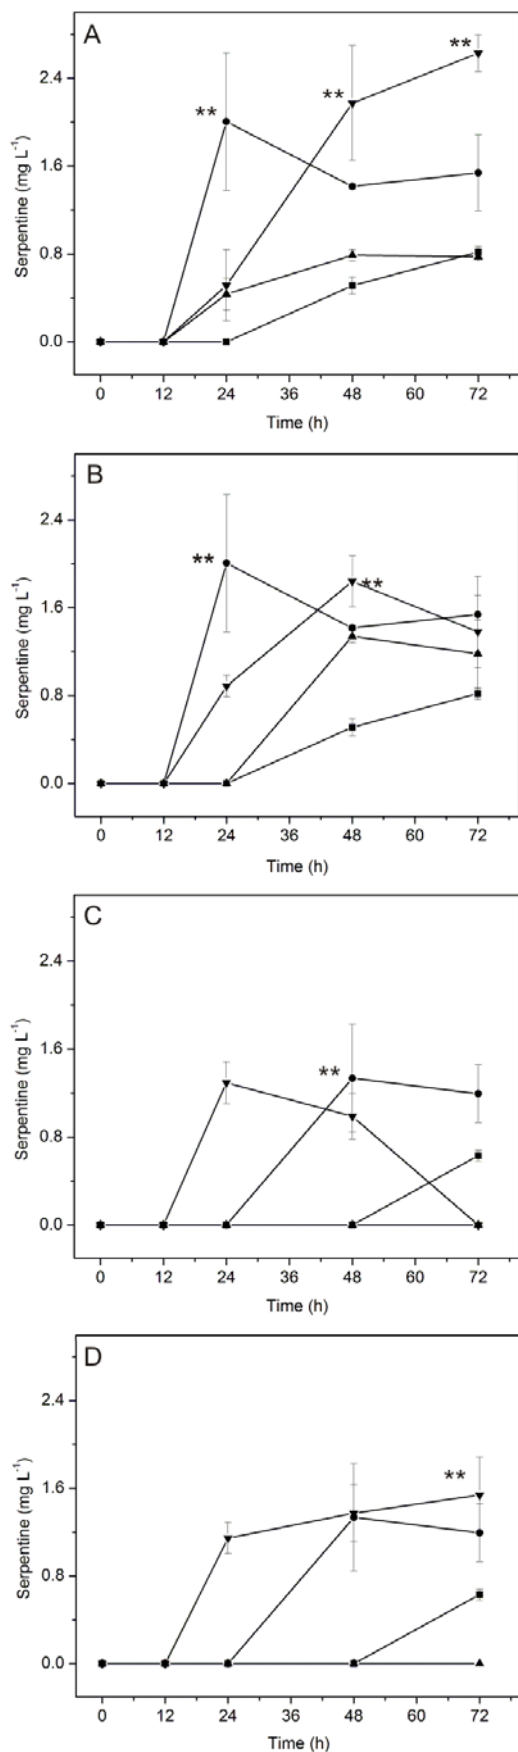 A
**
**
**
2.4
1.6
0.8
0.0
Serpentine (mg L⁻¹)
0 12 24 36 48 60 72
Time (h)
B
**
**
2.4
1.6
0.8
0.0
Serpentine (mg L⁻¹)
0 12 24 36 48 60 72
Time (h)
C
**
2.4
1.6
0.8
0.0
Serpentine (mg L⁻¹)
0 12 24 36 48 60 72
Time (h)
D
**
2.4
1.6
0.8
0.0
Serpentine (mg L⁻¹)
0 12 24 36 48 60 72
Time (h)